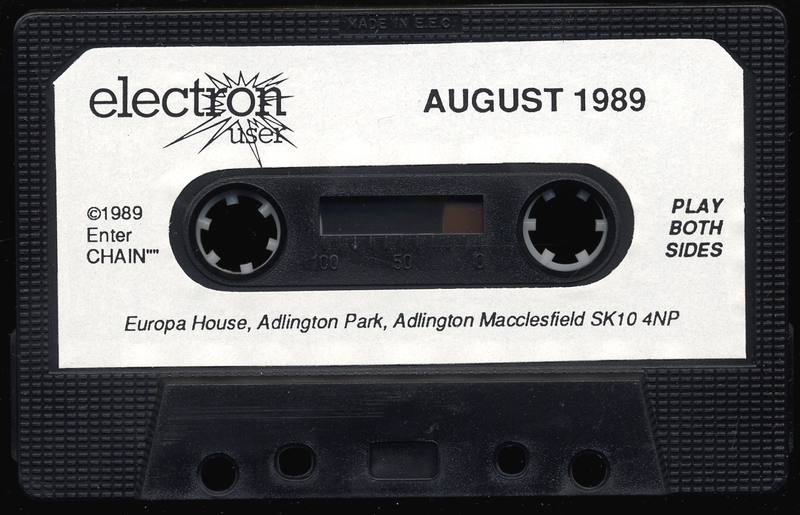 MADE IN E.E.C.
electron
user
AUGUST 1989
©1989
Enter
CHAIN""
PLAY
BOTH
SIDES
100 50 0
Europa House, Adlington Park, Adlington Macclesfield SK10 4NP